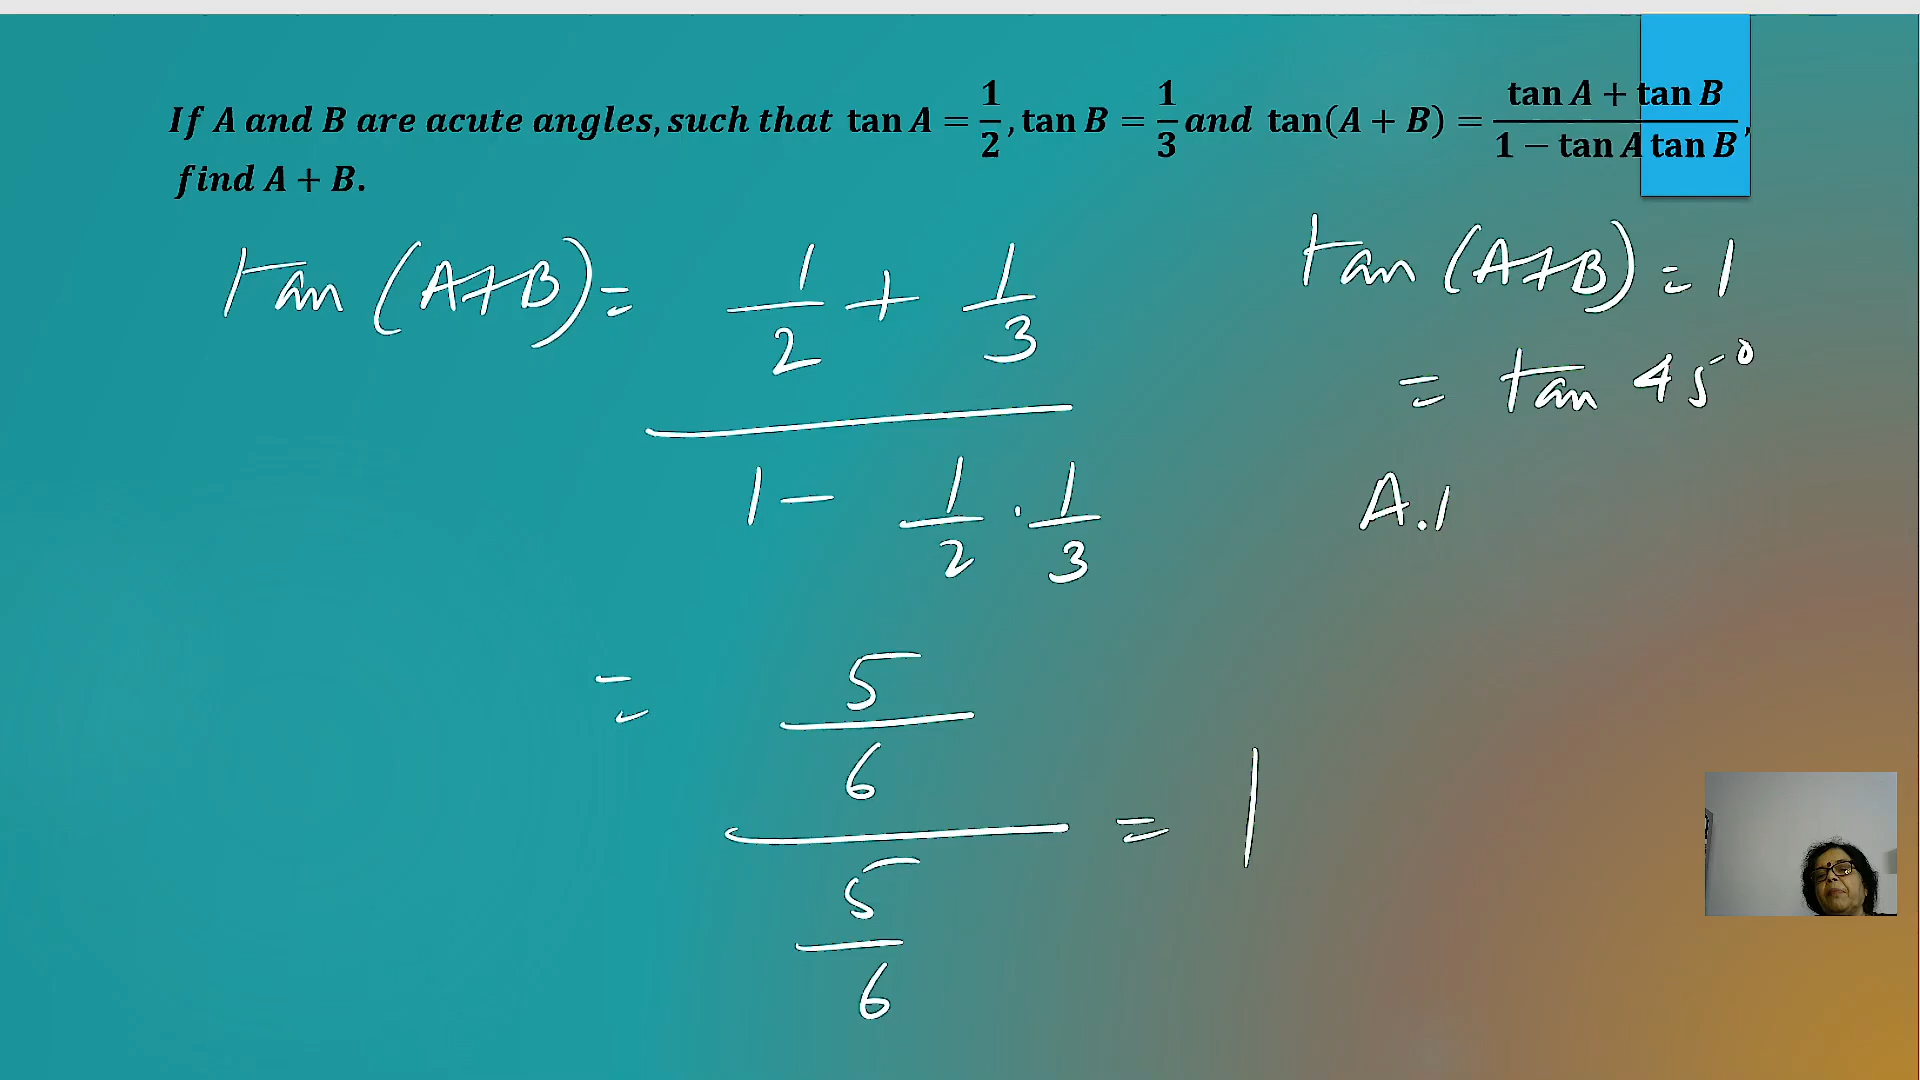 If A and B are acute angles, such that tan A = 1/2, tan B = 1/3 and tan(A + B) = (tan A + tan B)/(1 − tan A tan B),
find A + B.
tan (A+B) = (1/2 + 1/3)/(1 − 1/2 · 1/3)
= (5/6)/(5/6) = 1
tan (A+B) = 1
= tan 45°
A.1